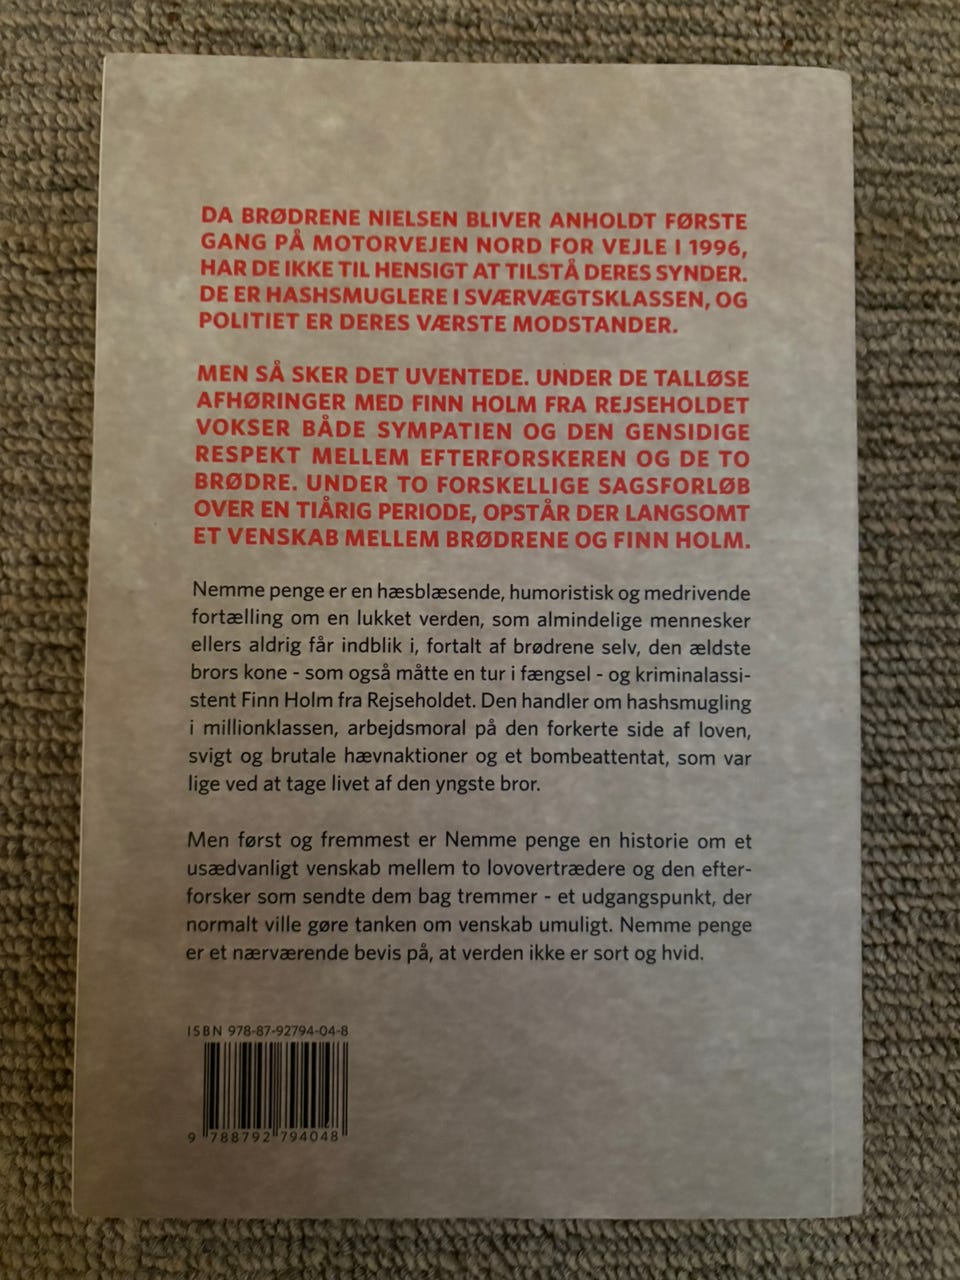 DA BRØDRENE NIELSEN BLIVER ANHOLDT FØRSTE
GANG PÅ MOTORVEJEN NORD FOR VEJLE I 1996,
HAR DE IKKE TIL HENSIGT AT TILSTÅ DERES SYNDER.
DE ER HASHSMUGLERE I SVÆRVÆGTSKLASSEN, OG
POLITIET ER DERES VÆRSTE MODSTANDER.
MEN SÅ SKER DET UVENTEDE. UNDER DE TALLØSE
AFHØRINGER MED FINN HOLM FRA REJSEHOLDET
VOKSER BÅDE SYMPATIEN OG DEN GENSIDIGE
RESPEKT MELLEM EFTERFORSKEREN OG DE TO
BRØDRE. UNDER TO FORSKELLIGE SAGSFORLØB
OVER EN TIÅRIG PERIODE, OPSTÅR DER LANGSOMT
ET VENSKAB MELLEM BRØDRENE OG FINN HOLM.
Nemme penge er en hæsblæsende, humoristisk og medrivende
fortælling om en lukket verden, som almindelige mennesker
ellers aldrig får indblik i, fortalt af brødrene selv, den ældste
brors kone - som også måtte en tur i fængsel - og kriminalassi-
stent Finn Holm fra Rejseholdet. Den handler om hashsmugling
i millionklassen, arbejdsmoral på den forkerte side af loven,
svigt og brutale hævnaktioner og et bombeattentat, som var
lige ved at tage livet af den yngste bror.
Men først og fremmest er Nemme penge en historie om et
usædvanligt venskab mellem to lovovertrædere og den efter-
forsker som sendte dem bag tremmer - et udgangspunkt, der
normalt ville gøre tanken om venskab umuligt. Nemme penge
er et nærværende bevis på, at verden ikke er sort og hvid.
ISBN 978-87-92794-04-8
9 788792 794048